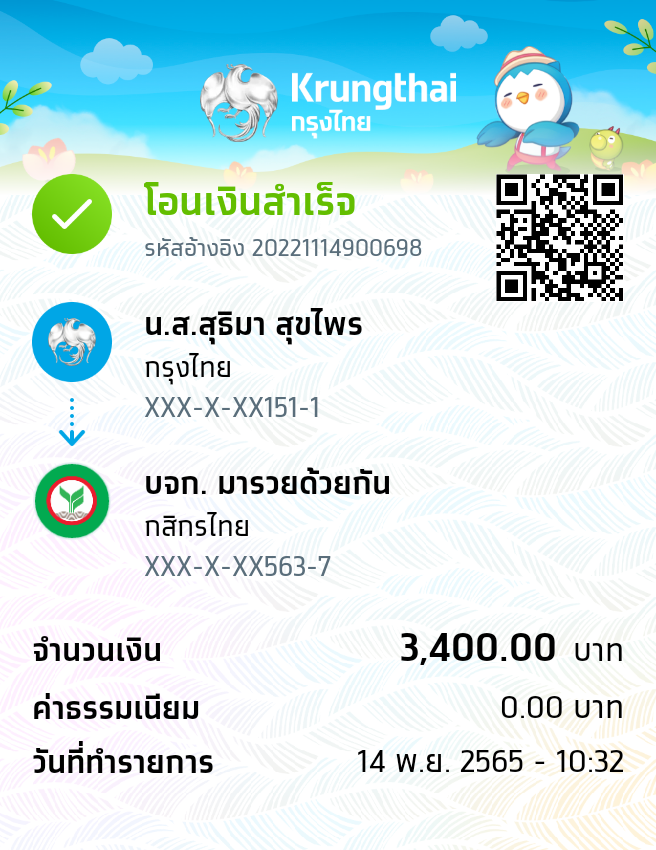 Krungthai
กรุงไทย
โอนเงินสำเร็จ
รหัสอ้างอิง 20221114900698
น.ส.สุธิมา สุขไพร
กรุงไทย
XXX-X-XX151-1
บจก. มารวยด้วยกัน
กสิกรไทย
XXX-X-XX563-7
จำนวนเงิน 3,400.00 บาท
ค่าธรรมเนียม 0.00 บาท
วันที่ทำรายการ 14 พ.ย. 2565 - 10:32